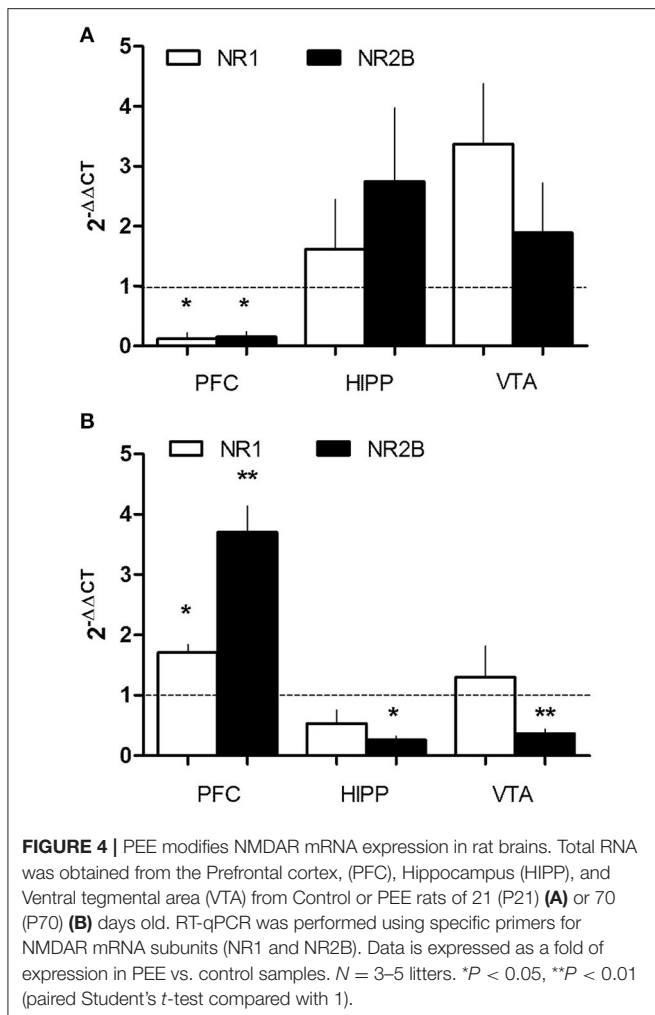 A
NR1 NR2B
5
4
3
2
1
0
2^-ΔΔCT
* *
PFC HIPP VTA
B
NR1 NR2B
5
4
3
2
1
0
2^-ΔΔCT
**
*
*
**
PFC HIPP VTA
FIGURE 4 | PEE modifies NMDAR mRNA expression in rat brains. Total RNA
was obtained from the Prefrontal cortex, (PFC), Hippocampus (HIPP), and
Ventral tegmental area (VTA) from Control or PEE rats of 21 (P21) (A) or 70
(P70) (B) days old. RT-qPCR was performed using specific primers for
NMDAR mRNA subunits (NR1 and NR2B). Data is expressed as a fold of
expression in PEE vs. control samples. N = 3–5 litters. *P < 0.05, **P < 0.01
(paired Student's t-test compared with 1).